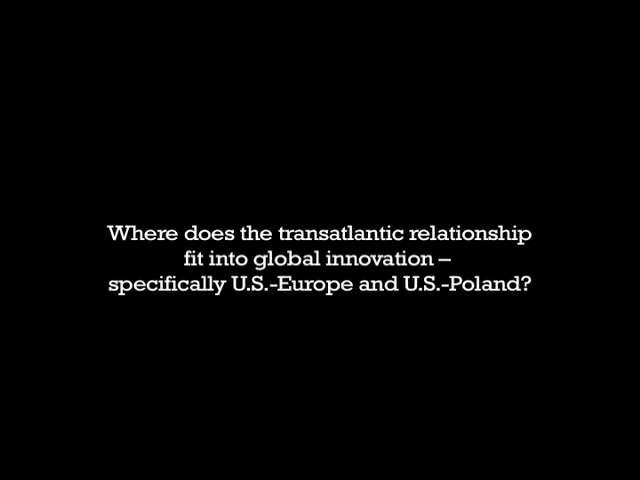 Where does the transatlantic relationship
fit into global innovation –
specifically U.S.-Europe and U.S.-Poland?